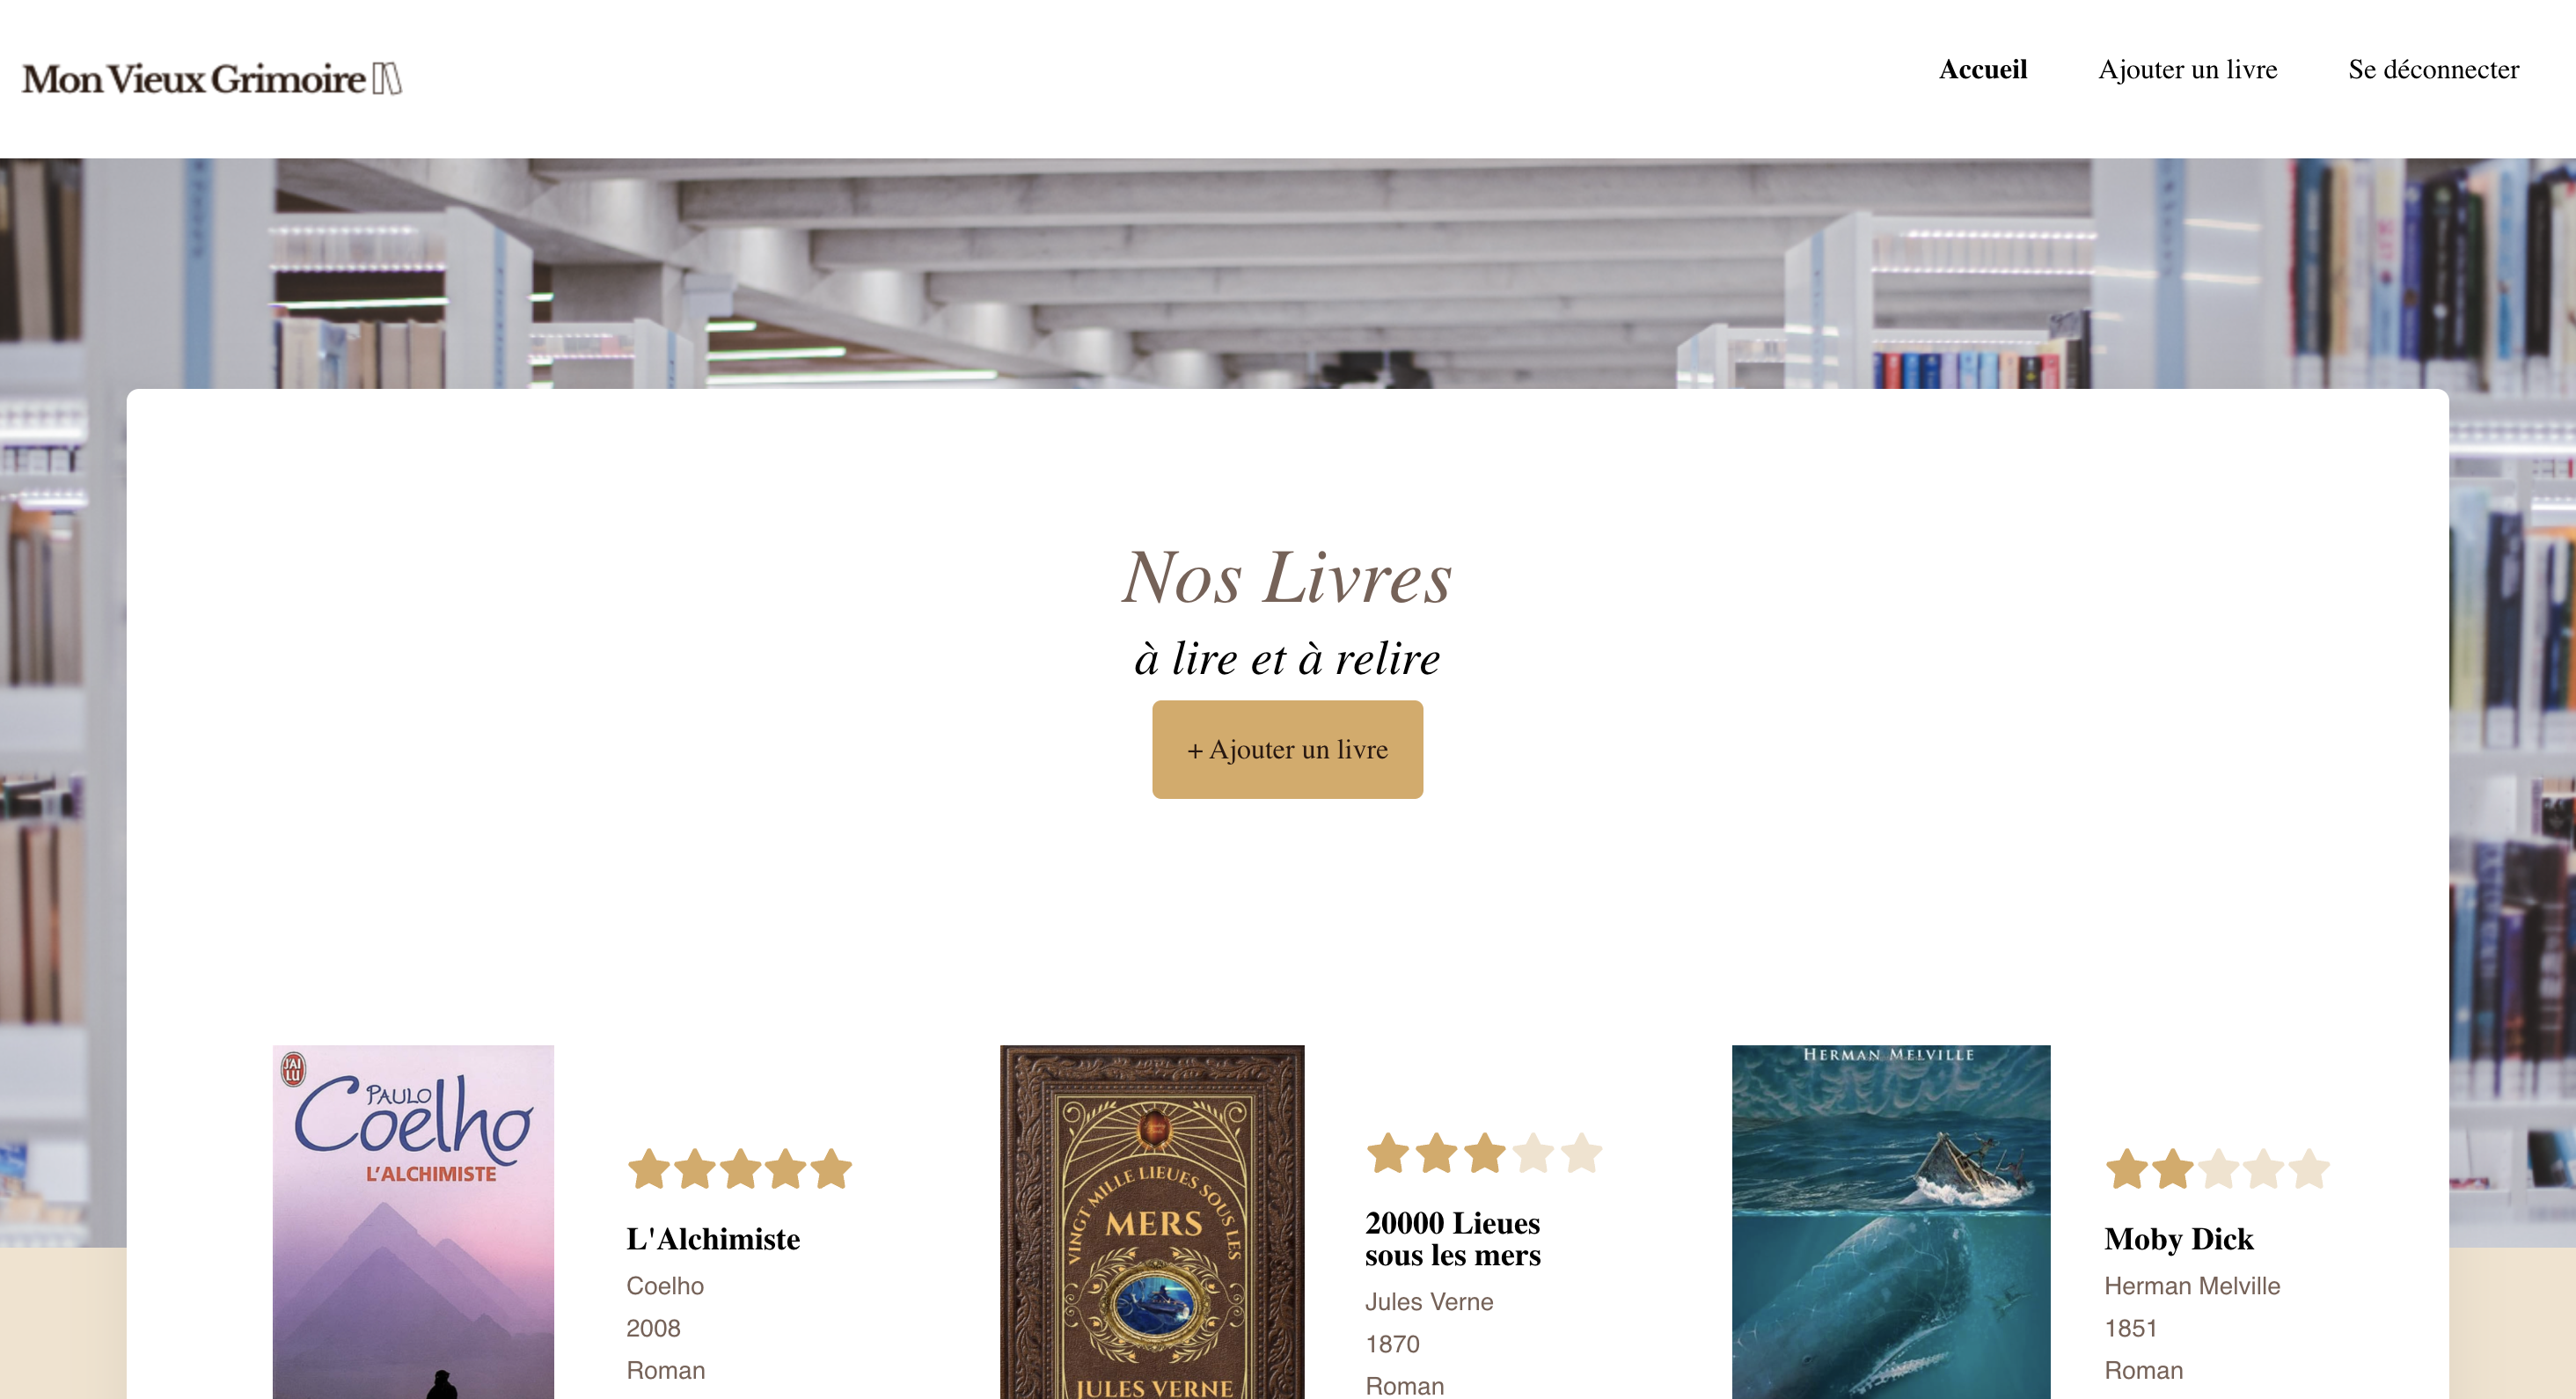 Mon Vieux Grimoire
Accueil
Ajouter un livre
Se déconnecter
Nos Livres
à lire et à relire
+ Ajouter un livre
J'AI
LU
PAULO
Coelho
L'ALCHIMISTE
L'Alchimiste
Coelho
2008
Roman
VINGT MILLE LIEUES SOUS LES
MERS
JULES VERNE
20000 Lieues
sous les mers
Jules Verne
1870
Roman
HERMAN MELVILLE
Moby Dick
Herman Melville
1851
Roman